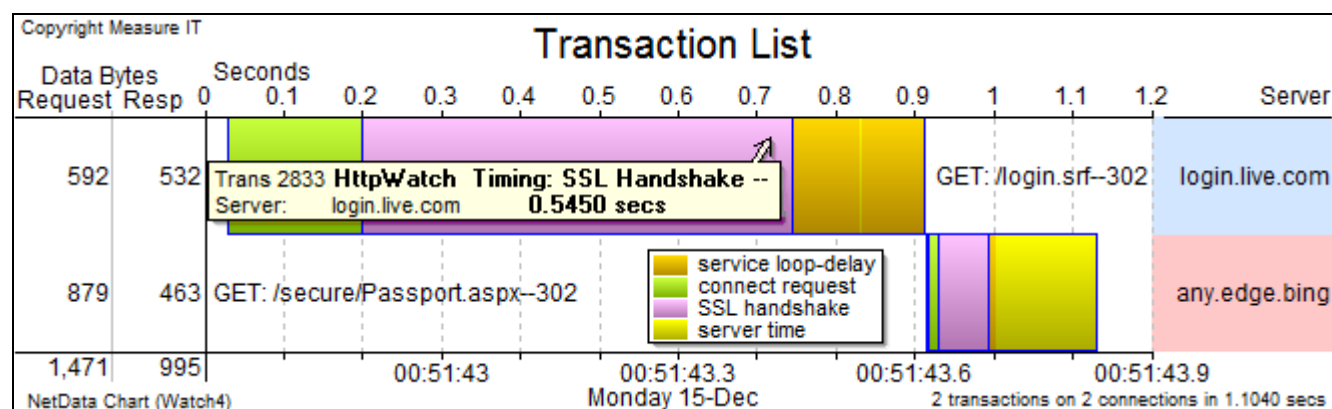 Copyright Measure IT
Transaction List
Data Bytes Seconds
Request Resp 0 0.1 0.2 0.3 0.4 0.5 0.6 0.7 0.8 0.9 1 1.1 1.2 Server
592 532 GET: /login.srf--302 login.live.com
Trans 2833 HttpWatch Timing: SSL Handshake --
Server: login.live.com 0.5450 secs
service loop-delay
connect request
SSL handshake
server time
879 463 GET: /secure/Passport.aspx--302 any.edge.bing
1,471 995 00:51:43 00:51:43.3 00:51:43.6 00:51:43.9
NetData Chart (Watch4) Monday 15-Dec 2 transactions on 2 connections in 1.1040 secs